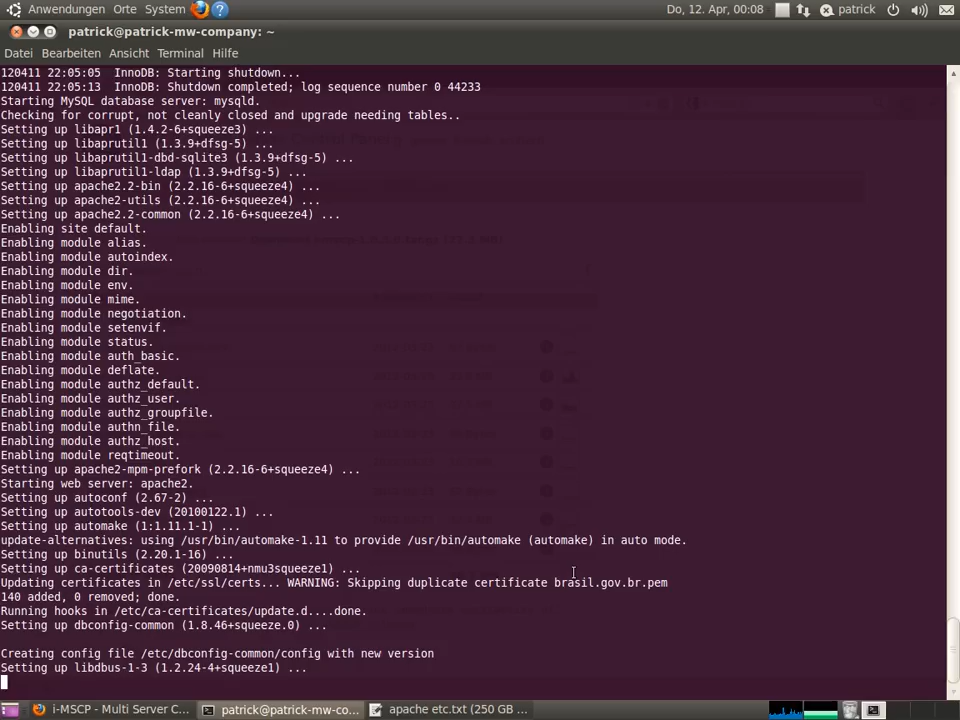 Anwendungen Orte System Do, 12. Apr, 00:08 patrick
patrick@patrick-mw-company: ~
Datei Bearbeiten Ansicht Terminal Hilfe
120411 22:05:05  InnoDB: Starting shutdown...
120411 22:05:13  InnoDB: Shutdown completed; log sequence number 0 44233
Starting MySQL database server: mysqld.
Checking for corrupt, not cleanly closed and upgrade needing tables..
Setting up libapr1 (1.4.2-6+squeeze3) ...
Setting up libaprutil1 (1.3.9+dfsg-5) ...
Setting up libaprutil1-dbd-sqlite3 (1.3.9+dfsg-5) ...
Setting up libaprutil1-ldap (1.3.9+dfsg-5) ...
Setting up apache2.2-bin (2.2.16-6+squeeze4) ...
Setting up apache2-utils (2.2.16-6+squeeze4) ...
Setting up apache2.2-common (2.2.16-6+squeeze4) ...
Enabling site default.
Enabling module alias.
Enabling module autoindex.
Enabling module dir.
Enabling module env.
Enabling module mime.
Enabling module negotiation.
Enabling module setenvif.
Enabling module status.
Enabling module auth_basic.
Enabling module deflate.
Enabling module authz_default.
Enabling module authz_user.
Enabling module authz_groupfile.
Enabling module authn_file.
Enabling module authz_host.
Enabling module reqtimeout.
Setting up apache2-mpm-prefork (2.2.16-6+squeeze4) ...
Starting web server: apache2.
Setting up autoconf (2.67-2) ...
Setting up autotools-dev (20100122.1) ...
Setting up automake (1:1.11.1-1) ...
update-alternatives: using /usr/bin/automake-1.11 to provide /usr/bin/automake (automake) in auto mode.
Setting up binutils (2.20.1-16) ...
Setting up ca-certificates (20090814+nmu3squeeze1) ...
Updating certificates in /etc/ssl/certs... WARNING: Skipping duplicate certificate brasil.gov.br.pem
140 added, 0 removed; done.
Running hooks in /etc/ca-certificates/update.d....done.
Setting up dbconfig-common (1.8.46+squeeze.0) ...
Creating config file /etc/dbconfig-common/config with new version
Setting up libdbus-1-3 (1.2.24-4+squeeze1) ...
i-MSCP - Multi Server C... patrick@patrick-mw-co... apache etc.txt (250 GB ...